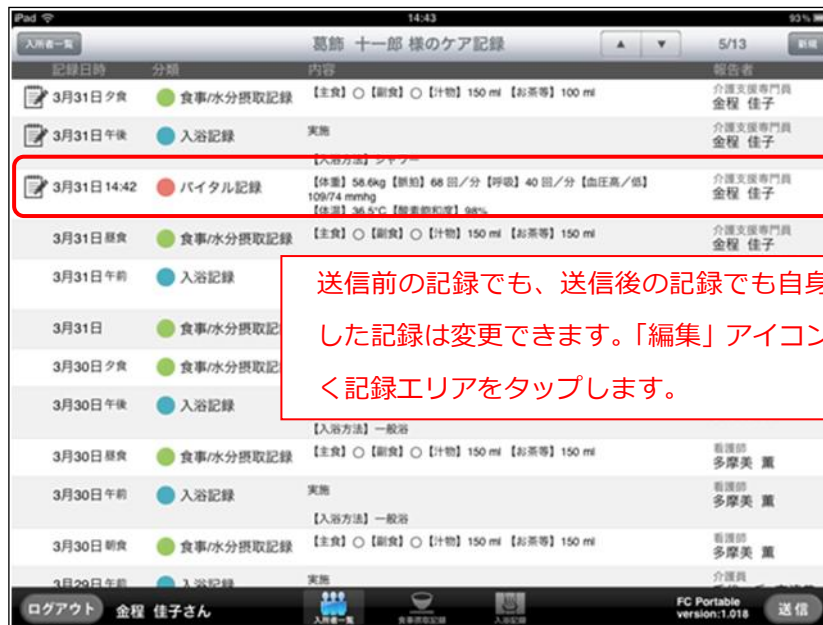 iPad 14:43 93%
入所者一覧 葛飾 十一郎 様のケア記録 ▲ ▼ 5/13 新規
記録日時 分類 内容 報告者
3月31日 夕食 食事/水分摂取記録 【主食】○【副食】○【汁物】150 ml 【お茶等】100 ml 介護支援専門員
金程 佳子
3月31日 午後 入浴記録 実施 介護支援専門員
金程 佳子
【入浴方法】シャワー
3月31日 14:42 バイタル記録 【体重】58.6kg【脈拍】68 回/分【呼吸】40 回/分【血圧高/低】 介護支援専門員
109/74 mmhg 金程 佳子
【体温】36.5℃【酸素飽和度】98%
3月31日 昼食 食事/水分摂取記録 【主食】○【副食】○【汁物】150 ml 【お茶等】150 ml 介護支援専門員
金程 佳子
3月31日 午前 入浴記録
送信前の記録でも、送信後の記録でも自身
した記録は変更できます。「編集」アイコン
く記録エリアをタップします。
3月31日 食事/水分摂取記
3月30日 夕食 食事/水分摂取記
3月30日 午後 入浴記録
【入浴方法】一般浴
3月30日 昼食 食事/水分摂取記録 【主食】○【副食】○【汁物】150 ml 【お茶等】150 ml 看護師
多摩美 薫
3月30日 午前 入浴記録 実施 看護師
多摩美 薫
【入浴方法】一般浴
3月30日 朝食 食事/水分摂取記録 【主食】○【副食】○【汁物】150 ml 【お茶等】150 ml 看護師
多摩美 薫
3月29日 午前 入浴記録 実施 介護員
ログアウト 金程 佳子さん 入所者一覧 食事摂取記録 入浴記録 FC Portable
version:1.018 送信